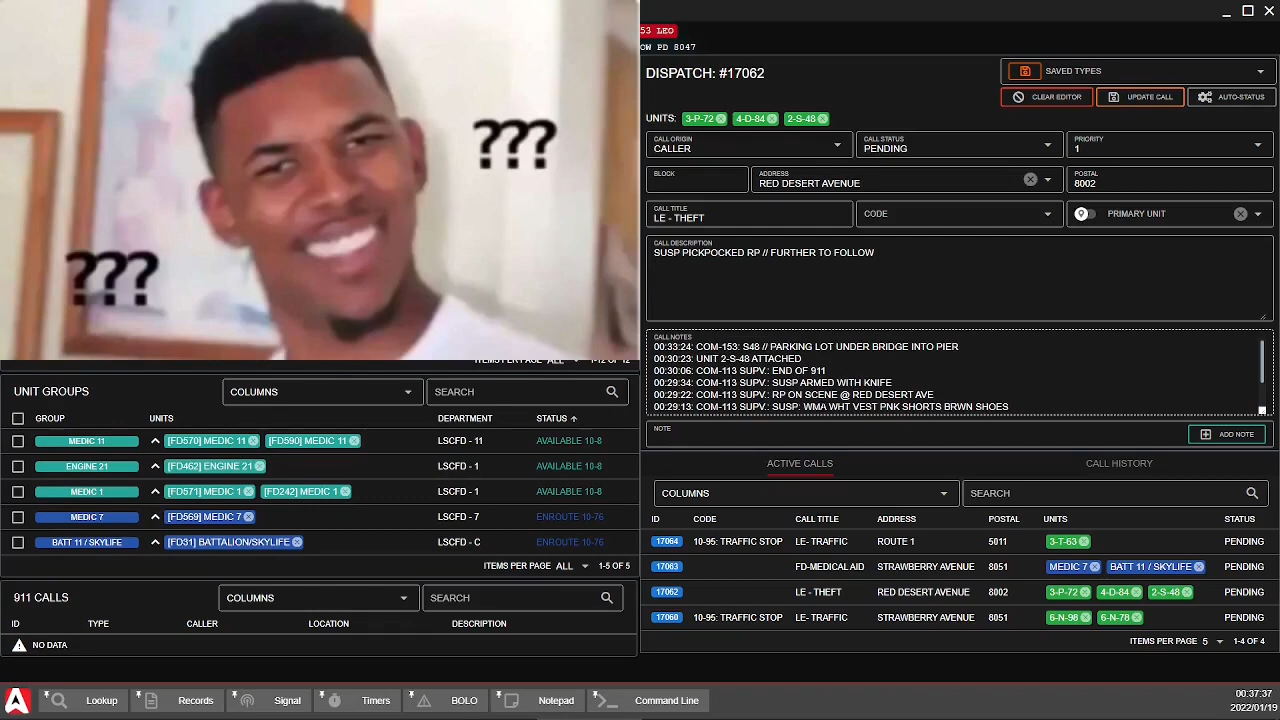 ???
???
53 LEO
OW PD 8047
DISPATCH: #17062
SAVED TYPES
CLEAR EDITOR UPDATE CALL AUTO-STATUS
UNITS: 3-P-72 4-D-84 2-S-48
CALL ORIGIN CALL STATUS PRIORITY
CALLER PENDING 1
BLOCK ADDRESS POSTAL
RED DESERT AVENUE 8002
CALL TITLE
LE - THEFT CODE PRIMARY UNIT
CALL DESCRIPTION
SUSP PICKPOCKED RP // FURTHER TO FOLLOW
CALL NOTES
00:33:24: COM-153: S48 // PARKING LOT UNDER BRIDGE INTO PIER
00:30:23: UNIT 2-S-48 ATTACHED
00:30:06: COM-113 SUPV.: END OF 911
00:29:34: COM-113 SUPV.: SUSP ARMED WITH KNIFE
00:29:22: COM-113 SUPV.: RP ON SCENE @ RED DESERT AVE
00:29:13: COM-113 SUPV.: SUSP: WMA WHT VEST PNK SHORTS BRWN SHOES
NOTE
ADD NOTE
ITEMS PER PAGE ALL 1-12 of 12
UNIT GROUPS COLUMNS SEARCH
GROUP UNITS DEPARTMENT STATUS
MEDIC 11 [FD570] MEDIC 11 [FD590] MEDIC 11 LSCFD - 11 AVAILABLE 10-8
ENGINE 21 [FD462] ENGINE 21 LSCFD - 1 AVAILABLE 10-8
MEDIC 1 [FD571] MEDIC 1 [FD242] MEDIC 1 LSCFD - 1 AVAILABLE 10-8
MEDIC 7 [FD569] MEDIC 7 LSCFD - 7 ENROUTE 10-76
BATT 11 / SKYLIFE [FD31] BATTALION/SKYLIFE LSCFD - C ENROUTE 10-76
ITEMS PER PAGE ALL 1-5 OF 5
911 CALLS COLUMNS SEARCH
ID TYPE CALLER LOCATION DESCRIPTION
NO DATA
ACTIVE CALLS CALL HISTORY
COLUMNS SEARCH
ID CODE CALL TITLE ADDRESS POSTAL UNITS STATUS
17064 10-95: TRAFFIC STOP LE- TRAFFIC ROUTE 1 5011 3-T-63 PENDING
17063 FD-MEDICAL AID STRAWBERRY AVENUE 8051 MEDIC 7 BATT 11 / SKYLIFE PENDING
17062 LE - THEFT RED DESERT AVENUE 8002 3-P-72 4-D-84 2-S-48 PENDING
17060 10-95: TRAFFIC STOP LE- TRAFFIC STRAWBERRY AVENUE 8051 6-N-98 6-N-78 PENDING
ITEMS PER PAGE 5 1-4 OF 4
Lookup Records Signal Timers BOLO Notepad Command Line
00:37:37
2022/01/19